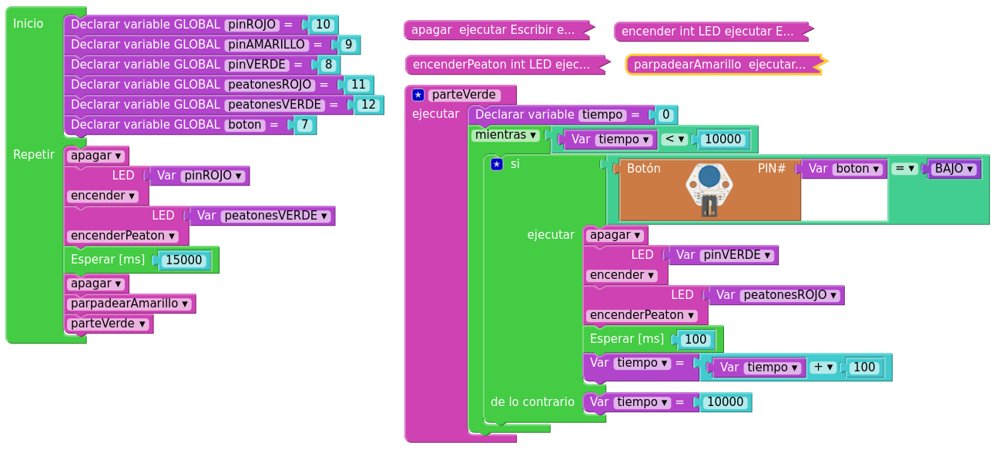 Inicio
Declarar variable GLOBAL pinROJO = 10
Declarar variable GLOBAL pinAMARILLO = 9
Declarar variable GLOBAL pinVERDE = 8
Declarar variable GLOBAL peatonesROJO = 11
Declarar variable GLOBAL peatonesVERDE = 12
Declarar variable GLOBAL boton = 7
Repetir
apagar ▾
LED Var pinROJO ▾
encender ▾
LED Var peatonesVERDE ▾
encenderPeaton ▾
Esperar [ms] 15000
apagar ▾
parpadearAmarillo ▾
parteVerde ▾
apagar ejecutar Escribir e...
encender int LED ejecutar E...
encenderPeaton int LED ejec...
parpadearAmarillo ejecutar...
parteVerde
ejecutar
Declarar variable tiempo = 0
mientras ▾ Var tiempo ▾ < ▾ 10000
si Botón PIN# Var boton ▾ = ▾ BAJO ▾
ejecutar apagar ▾
LED Var pinVERDE ▾
encender ▾
LED Var peatonesROJO ▾
encenderPeaton ▾
Esperar [ms] 100
Var tiempo ▾ = Var tiempo ▾ + ▾ 100
de lo contrario Var tiempo ▾ = 10000